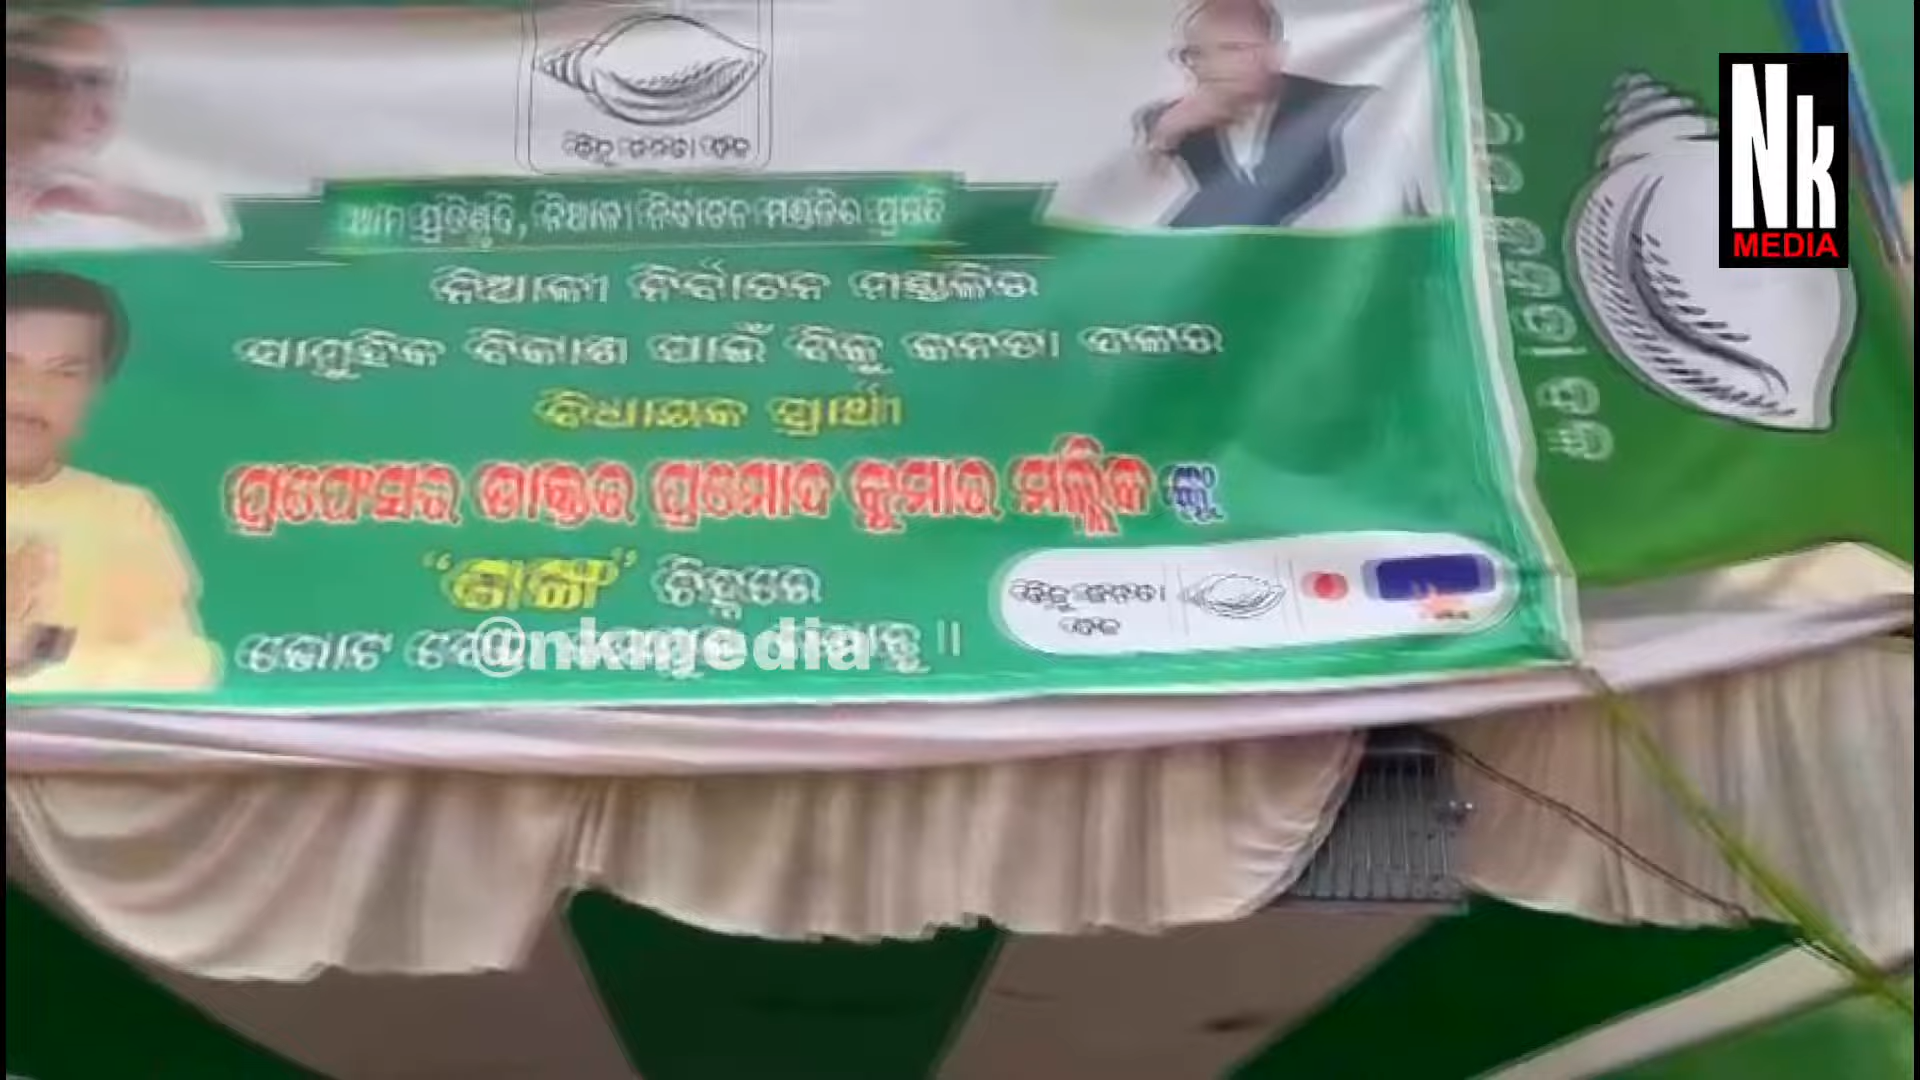 ବିଜୁ ଜନତା ଦଳ
ଆମ ପ୍ରତିଶ୍ରୁତି, ନିଆଳୀ ନିର୍ବାଚନ ମଣ୍ଡଳିର ପ୍ରଗତି
ନିଆଳୀ ନିର୍ବାଚନ ମଣ୍ଡଳିର
ସାମୁହିକ ବିକାଶ ପାଇଁ ବିଜୁ ଜନତା ଦଳର
ବିଧାୟକ ପ୍ରାର୍ଥୀ
ପ୍ରଫେସର ଡାକ୍ତର ପ୍ରମୋଦ କୁମାର ମଲ୍ଲିକ ଙ୍କୁ
“ଶଙ୍ଖ” ଚିହ୍ନରେ
ଭୋଟ
ବିଜୁ ଜନତା
ଦଳ
@nkmedia
Nk
MEDIA